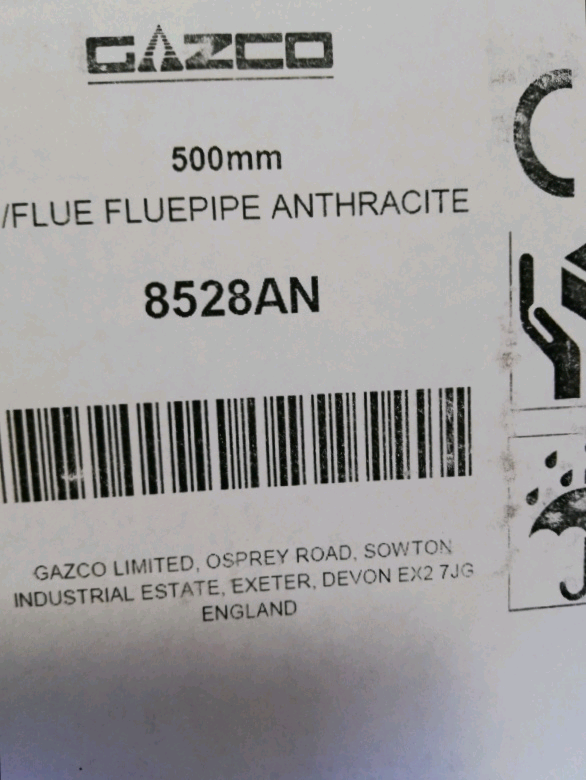 GAZCO
500mm
/FLUE FLUEPIPE ANTHRACITE
8528AN
GAZCO LIMITED, OSPREY ROAD, SOWTON
INDUSTRIAL ESTATE, EXETER, DEVON EX2 7JG
ENGLAND